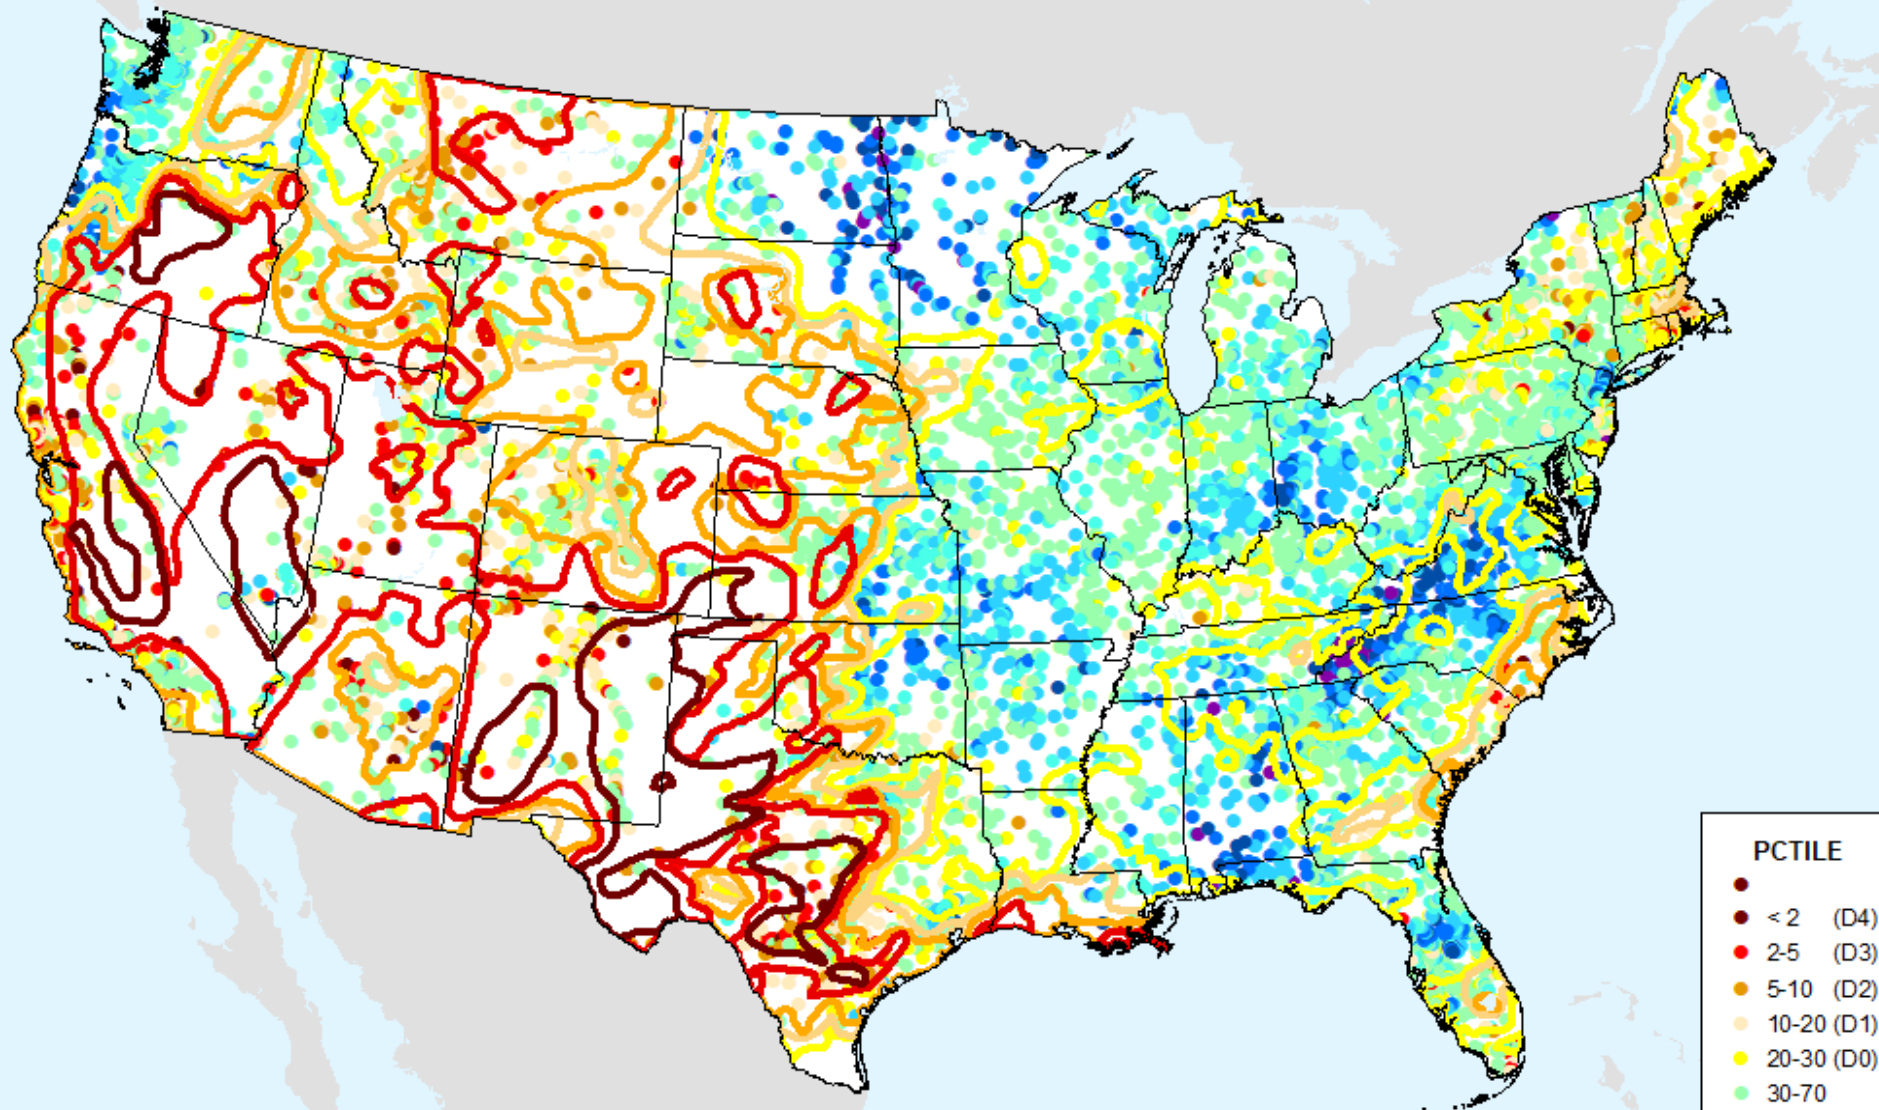 PCTILE
< 2 (D4)
2-5 (D3)
5-10 (D2)
10-20 (D1)
20-30 (D0)
30-70